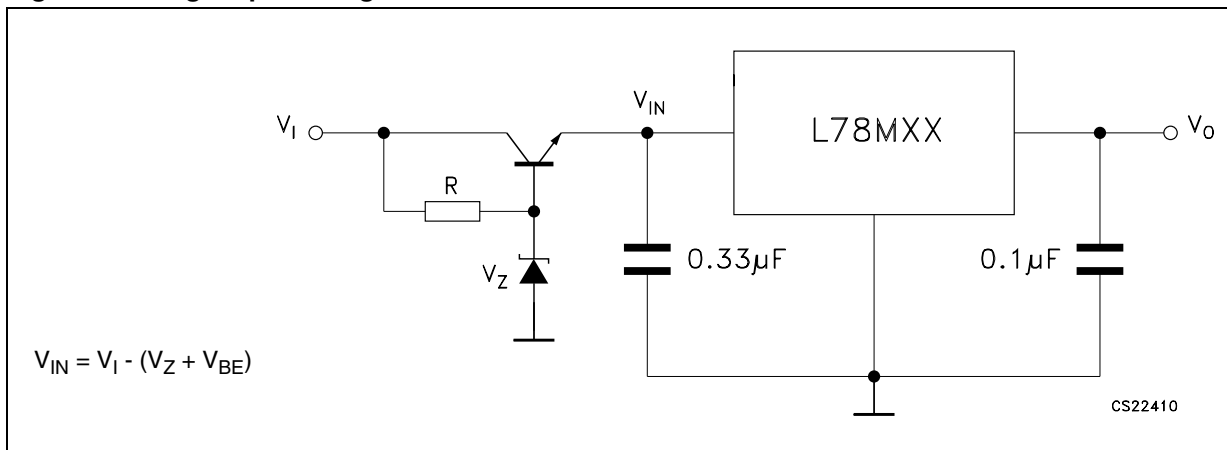 V_IN
L78MXX
V_I
V_O
R
0.33µF
0.1µF
V_Z
V_IN = V_I - (V_Z + V_BE)
CS22410